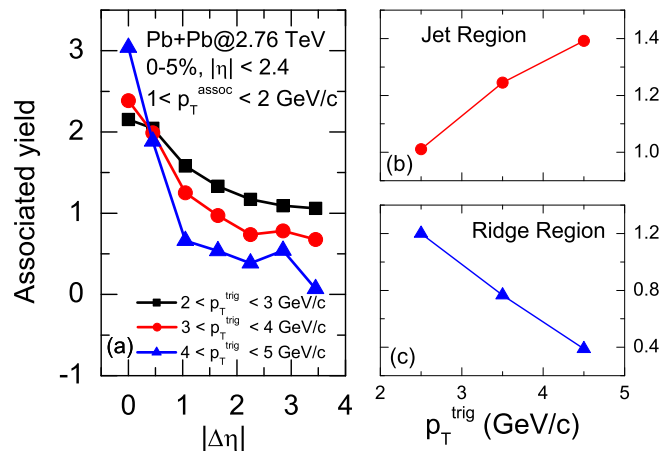 Associated yield
3
2
1
0
-1
Pb+Pb@2.76 TeV
0-5%, |η| < 2.4
1< p_T^assoc < 2 GeV/c
2 < p_T^trig < 3 GeV/c
3 < p_T^trig < 4 GeV/c
4 < p_T^trig < 5 GeV/c
(a)
0 1 2 3 4
|Δη|
Jet Region
(b)
1.4
1.2
1.0
Ridge Region
(c)
1.2
0.8
0.4
2 3 4 5
p_T^trig (GeV/c)